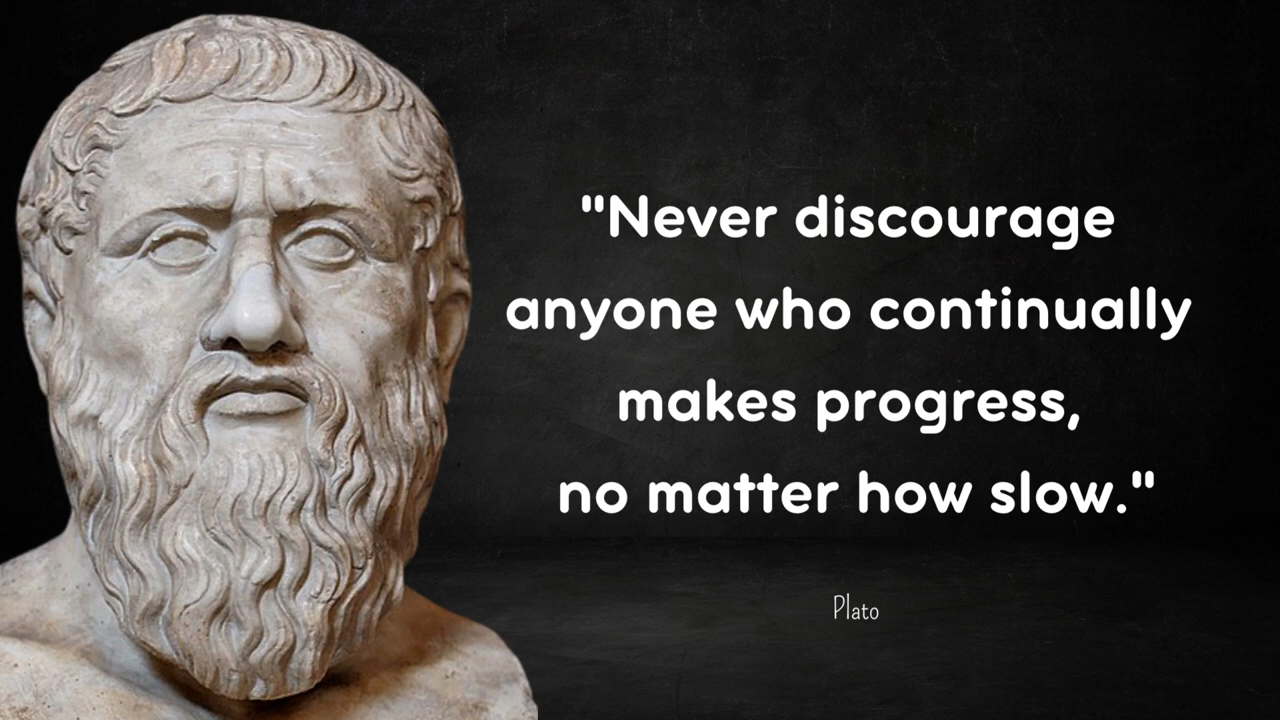 "Never discourage
anyone who continually
makes progress,
no matter how slow."
Plato